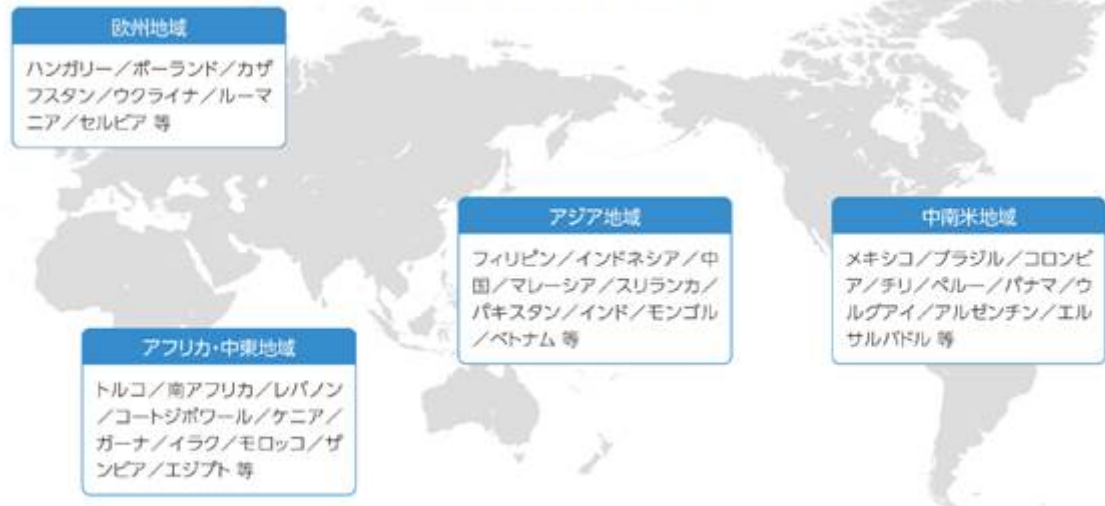 欧州地域
ハンガリー／ポーランド／カザ
フスタン／ウクライナ／ルーマ
ニア／セルビア 等
アジア地域
フィリピン／インドネシア／中
国／マレーシア／スリランカ／
パキスタン／インド／モンゴル
／ベトナム 等
中南米地域
メキシコ／ブラジル／コロンビ
ア／チリ／ペルー／パナマ／ウ
ルグアイ／アルゼンチン／エル
サルバドル 等
アフリカ・中東地域
トルコ／南アフリカ／レバノン
／コートジボワール／ケニア／
ガーナ／イラク／モロッコ／ザ
ンビア／エジプト 等